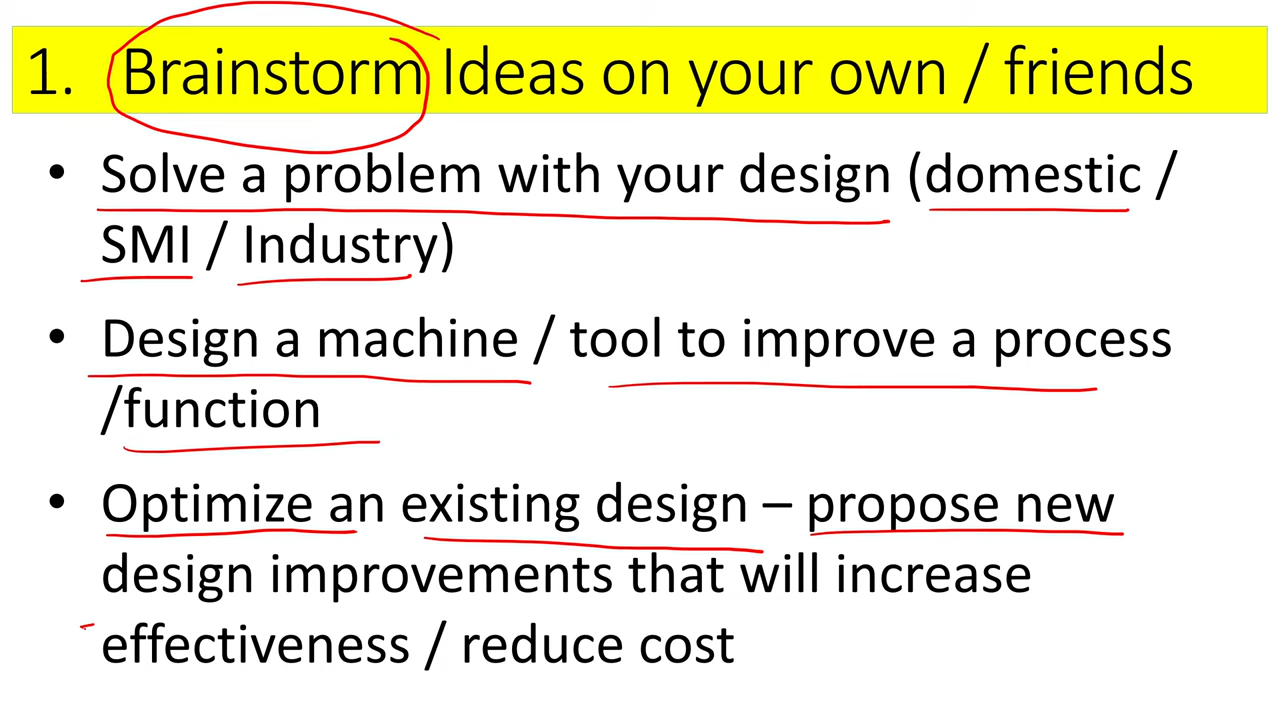 1. Brainstorm Ideas on your own / friends
• Solve a problem with your design (domestic /
SMI / Industry)
• Design a machine / tool to improve a process
/function
• Optimize an existing design – propose new
design improvements that will increase
effectiveness / reduce cost